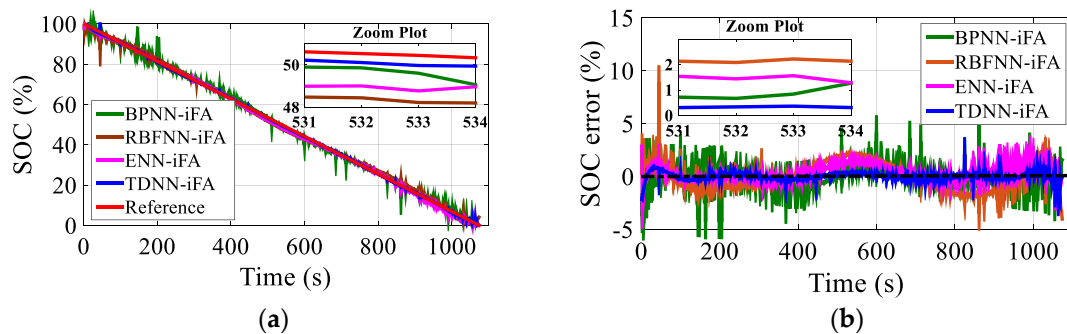 100
80
60
40
20
0
SOC (%)
0
200
400
600
800
1000
Time (s)
BPNN-iFA
RBFNN-iFA
ENN-iFA
TDNN-iFA
Reference
Zoom Plot
50
48
531
532
533
534
(a)
15
10
5
0
-5
SOC error (%)
0
200
400
600
800
1000
Time (s)
Zoom Plot
2
1
0
531
532
533
534
BPNN-iFA
RBFNN-iFA
ENN-iFA
TDNN-iFA
(b)